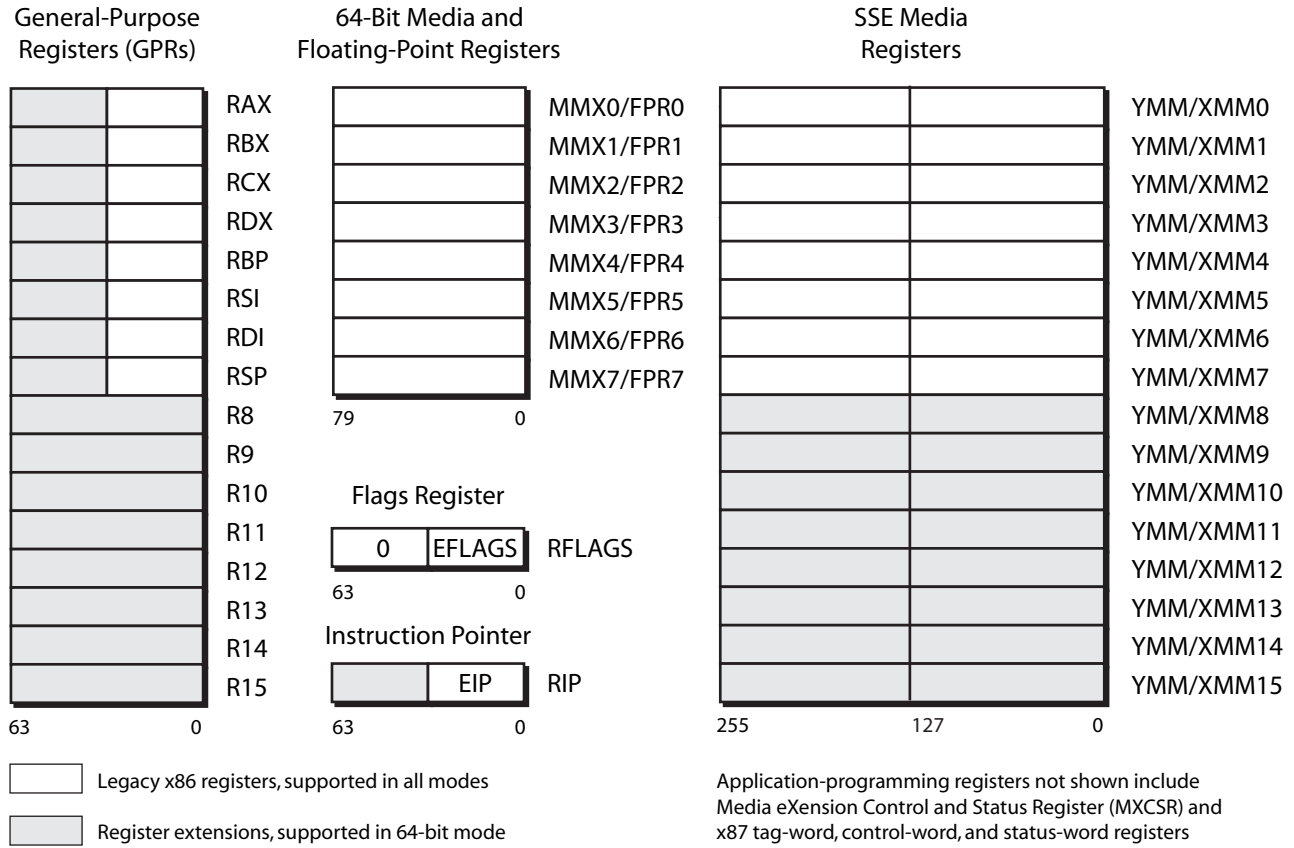 General-Purpose
Registers (GPRs)
64-Bit Media and
Floating-Point Registers
SSE Media
Registers
RAX
RBX
RCX
RDX
RBP
RSI
RDI
RSP
R8
R9
R10
R11
R12
R13
R14
R15
63 0
MMX0/FPR0
MMX1/FPR1
MMX2/FPR2
MMX3/FPR3
MMX4/FPR4
MMX5/FPR5
MMX6/FPR6
MMX7/FPR7
79 0
Flags Register
0 EFLAGS RFLAGS
63 0
Instruction Pointer
EIP RIP
63 0
YMM/XMM0
YMM/XMM1
YMM/XMM2
YMM/XMM3
YMM/XMM4
YMM/XMM5
YMM/XMM6
YMM/XMM7
YMM/XMM8
YMM/XMM9
YMM/XMM10
YMM/XMM11
YMM/XMM12
YMM/XMM13
YMM/XMM14
YMM/XMM15
255 127 0
Legacy x86 registers, supported in all modes
Register extensions, supported in 64-bit mode
Application-programming registers not shown include
Media eXension Control and Status Register (MXCSR) and
x87 tag-word, control-word, and status-word registers